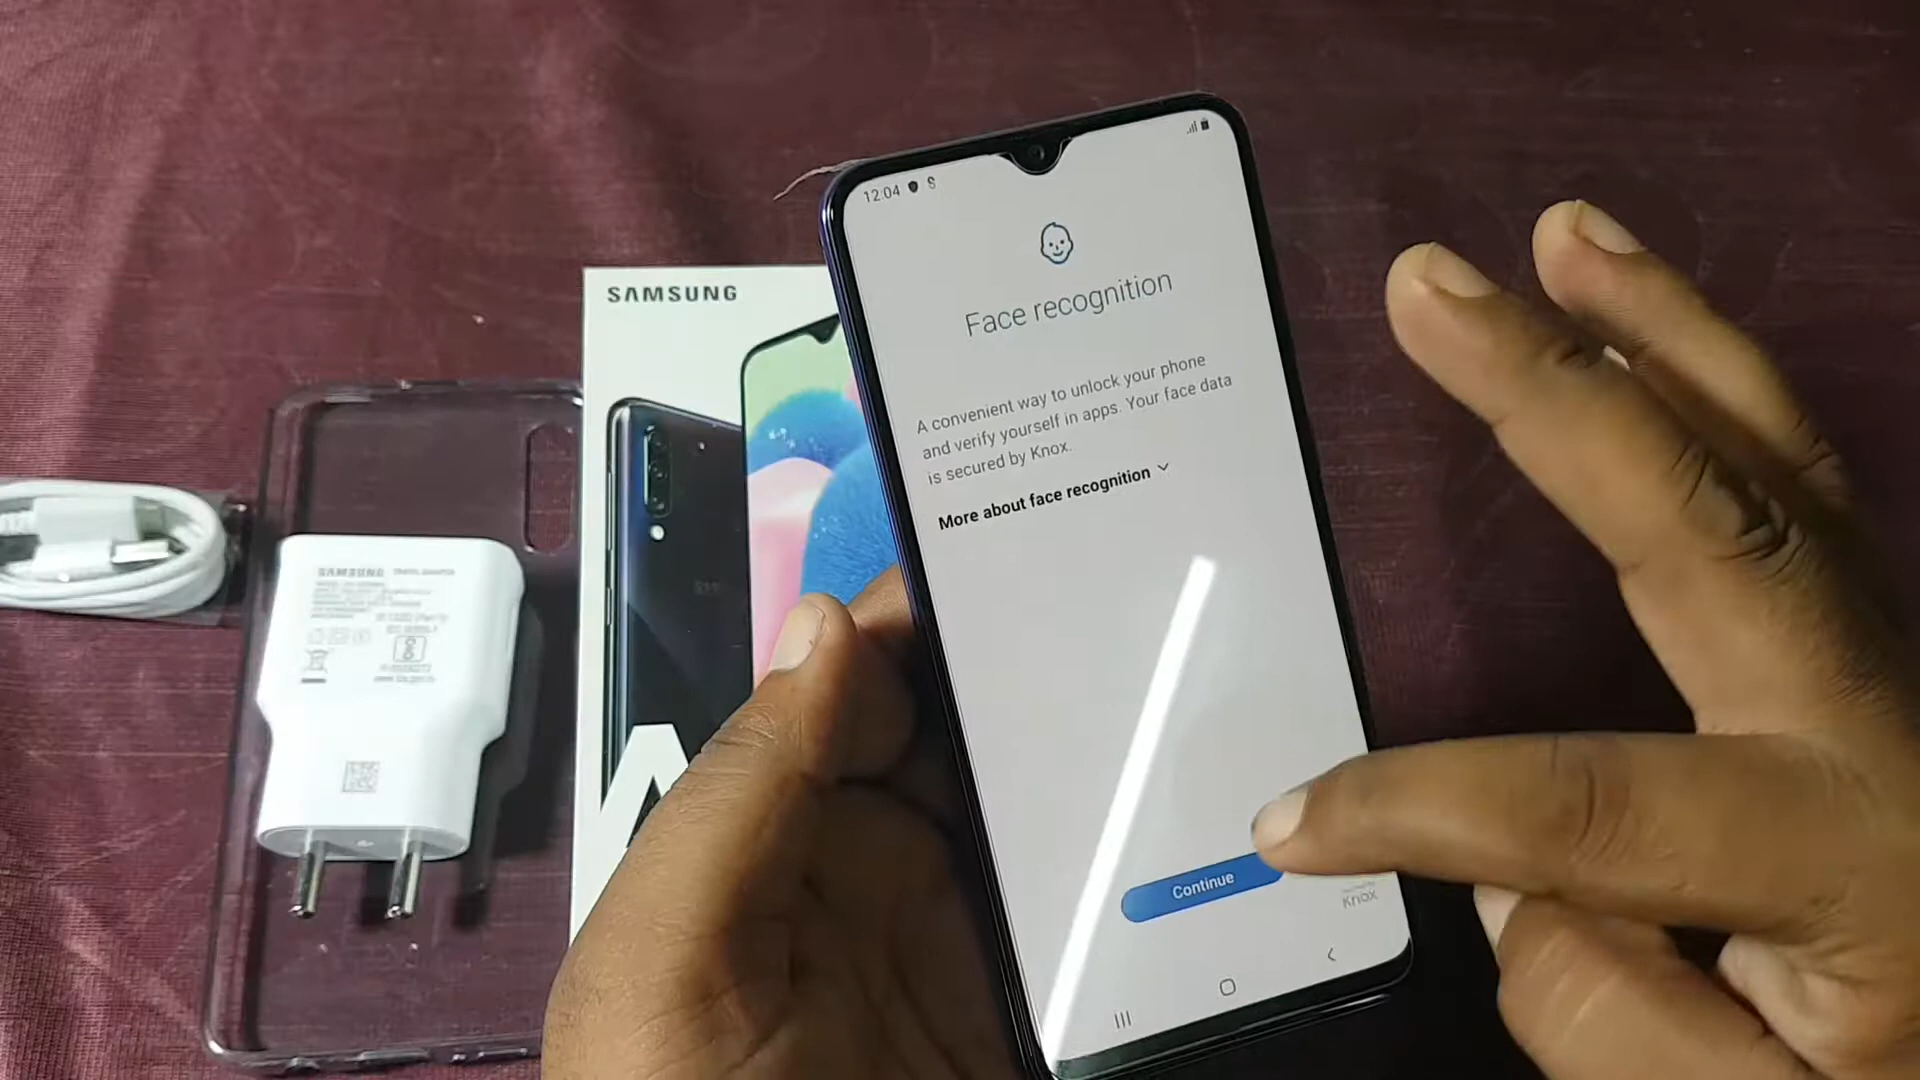 SAMSUNG
12:04
Face recognition
A convenient way to unlock your phone
and verify yourself in apps. Your face data
is secured by Knox.
More about face recognition
Continue
Knox
SAMSUNG
A